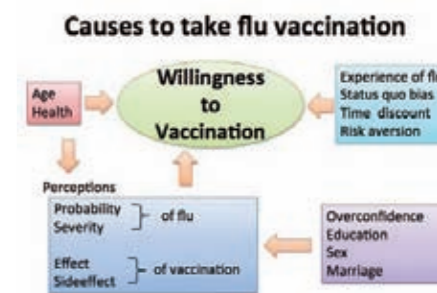 Causes to take flu vaccination
Willingness
to
Vaccination
Age
Health
Experience of fl
Status quo bias
Time discount
Risk aversion
Perceptions
Probability
Severity
of flu
Effect
Sideeffect
of vaccination
Overconfidence
Education
Sex
Marriage